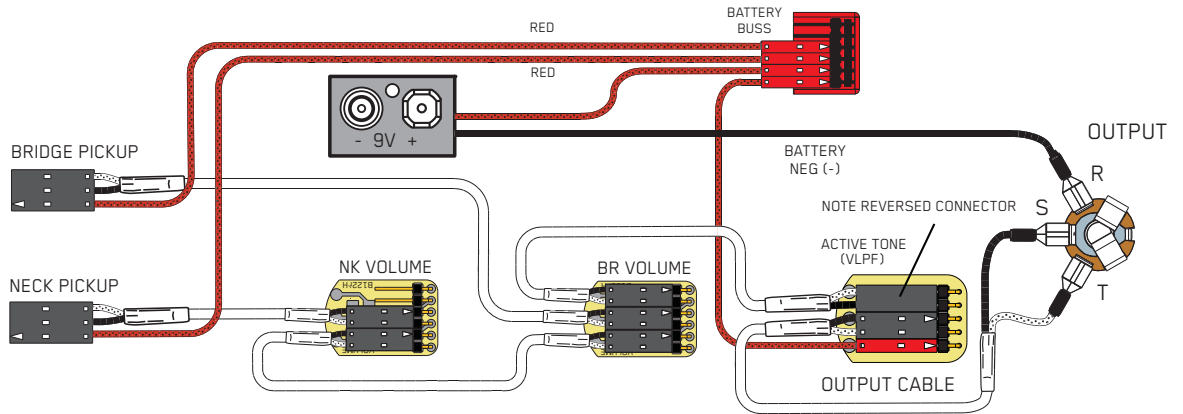 BATTERY
BUSS
RED
RED
- 9V +
BATTERY
NEG (-)
OUTPUT
R
S
T
BRIDGE PICKUP
NOTE REVERSED CONNECTOR
ACTIVE TONE
(VLPF)
NK VOLUME
B122Y-H
BR VOLUME
NECK PICKUP
OUTPUT CABLE